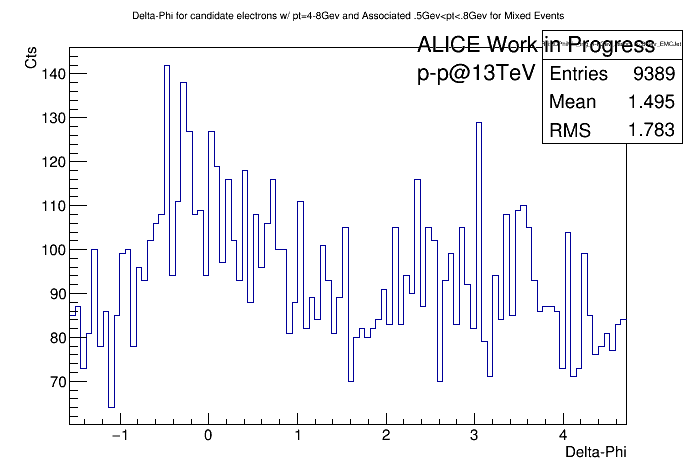 Delta-Phi for candidate electrons w/ pt=4-8Gev and Associated .5Gev<pt<.8Gev for Mixed Events
Cts
ALICE Work in Progress
p-p@13TeV
Entries 9389
Mean 1.495
RMS 1.783
140
130
120
110
100
90
80
70
−1 0 1 2 3 4
Delta-Phi